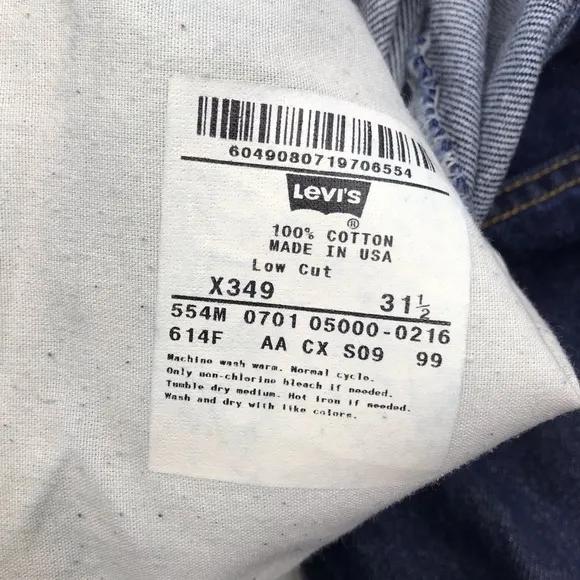 6049080719706554
Levi's
®
100% COTTON
MADE IN USA
Low Cut
X349 31½
554M 0701 05000-0216
614F AA CX S09 99
Machine wash warm. Normal cycle.
Only non-chlorine bleach if needed.
Tumble dry medium. Hot iron if needed.
Wash and dry with like colors.